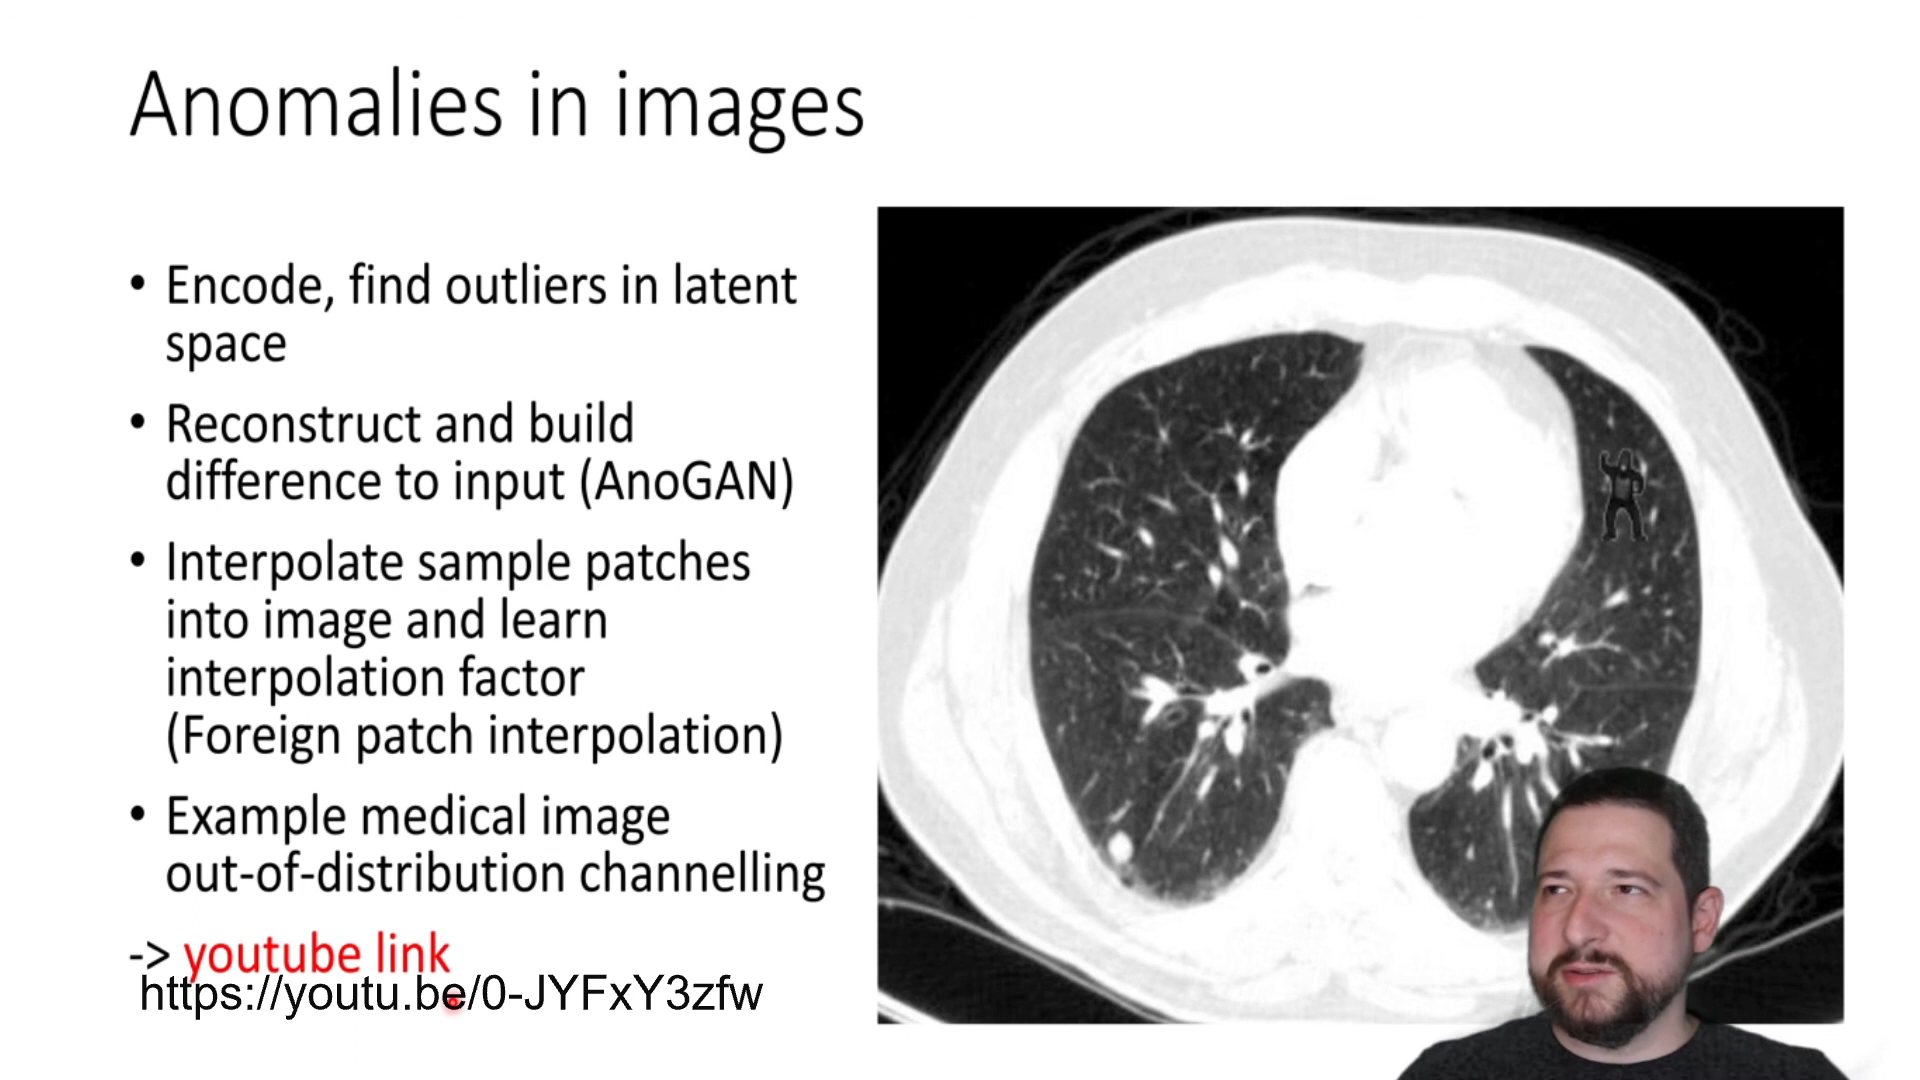 Anomalies in images
• Encode, find outliers in latent
space
• Reconstruct and build
difference to input (AnoGAN)
• Interpolate sample patches
into image and learn
interpolation factor
(Foreign patch interpolation)
• Example medical image
out-of-distribution channelling
-> youtube link
https://youtu.be/0-JYFxY3zfw